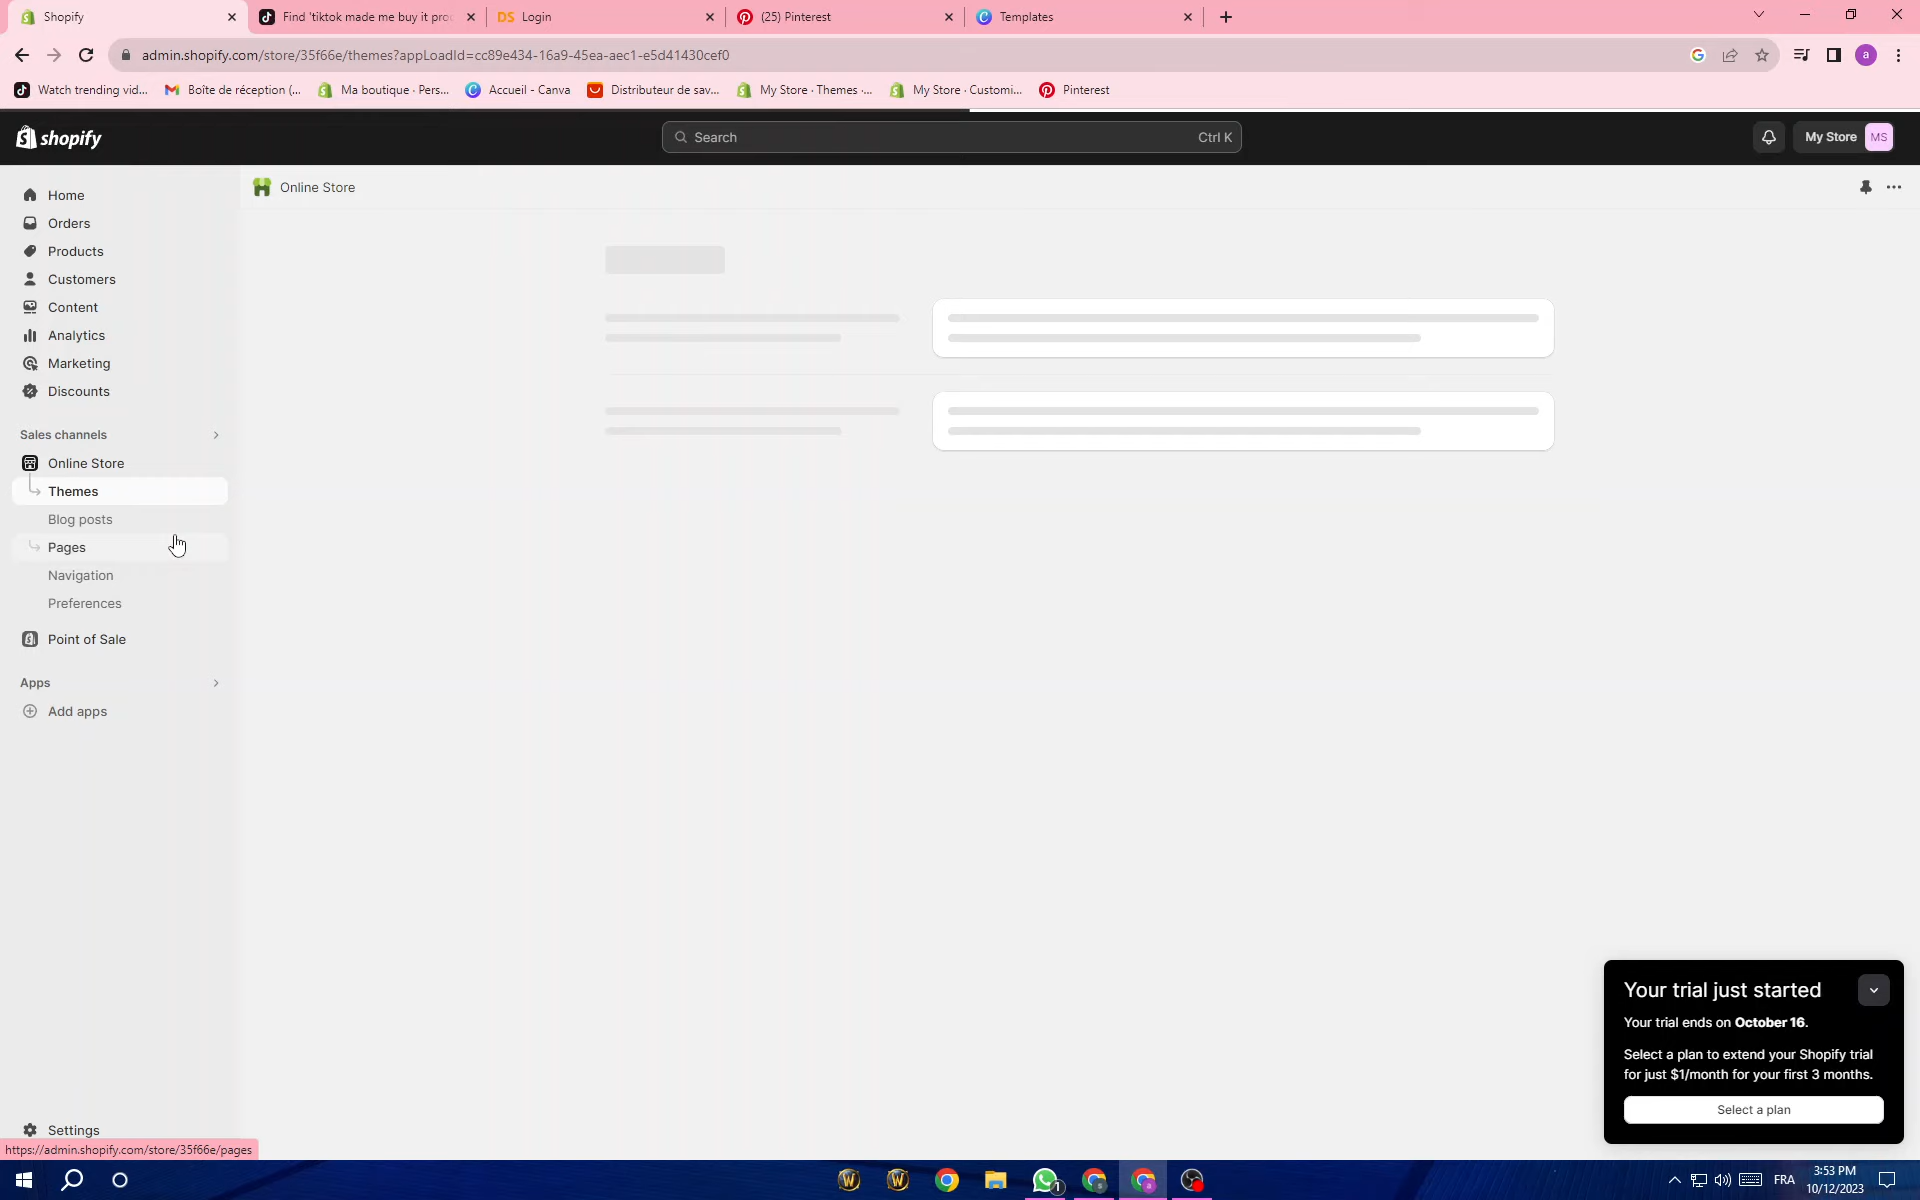 Shopify
Find 'tiktok made me buy it pro
DS Login
(25) Pinterest
Templates
admin.shopify.com/store/35f66e/themes?appLoadId=cc89e434-16a9-45ea-aec1-e5d41430cef0
a
Watch trending vid...
Boîte de réception (...
Ma boutique · Pers...
Accueil - Canva
Distributeur de sav...
My Store · Themes ·...
My Store · Customi...
Pinterest
shopify
Search
Ctrl K
My Store
MS
Home
Online Store
Orders
Products
Customers
Content
Analytics
Marketing
Discounts
Sales channels
Online Store
Themes
Blog posts
Pages
Navigation
Preferences
Point of Sale
Apps
Add apps
Your trial just started
Your trial ends on October 16.
Select a plan to extend your Shopify trial
for just $1/month for your first 3 months.
Select a plan
Settings
https://admin.shopify.com/store/35f66e/pages
1
FRA
3:53 PM
10/12/2023